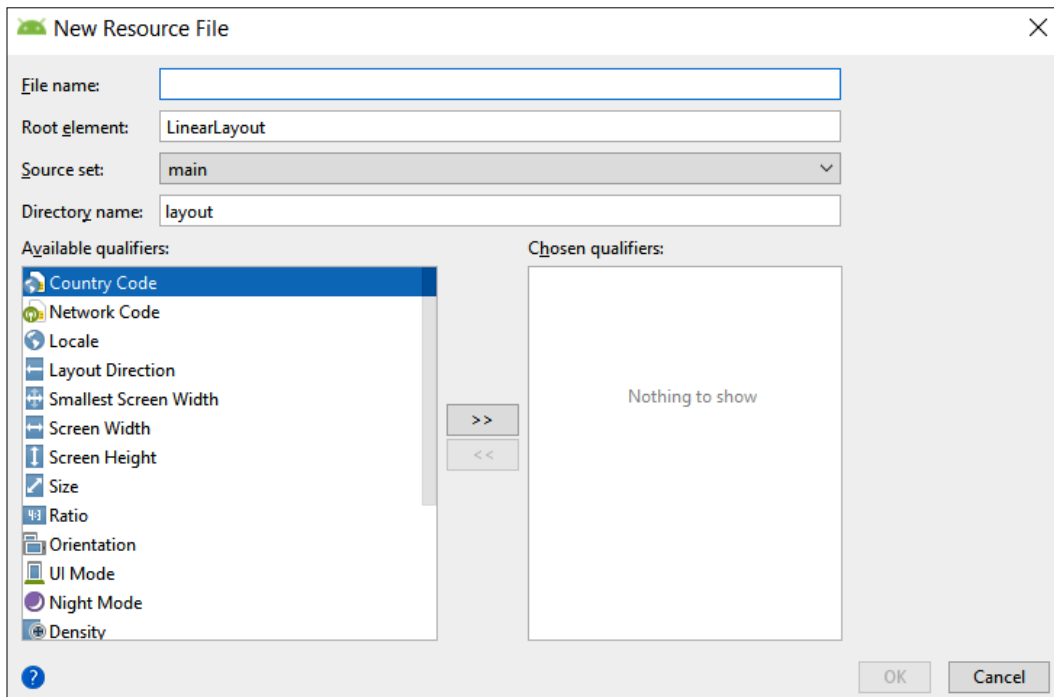 New Resource File
File name:
Root element: LinearLayout
Source set: main
Directory name: layout
Available qualifiers: Chosen qualifiers:
Country Code
Network Code
Locale
Layout Direction
Smallest Screen Width
Screen Width
Screen Height
Size
Ratio
Orientation
UI Mode
Night Mode
Density
>>
<<
Nothing to show
?
OK Cancel